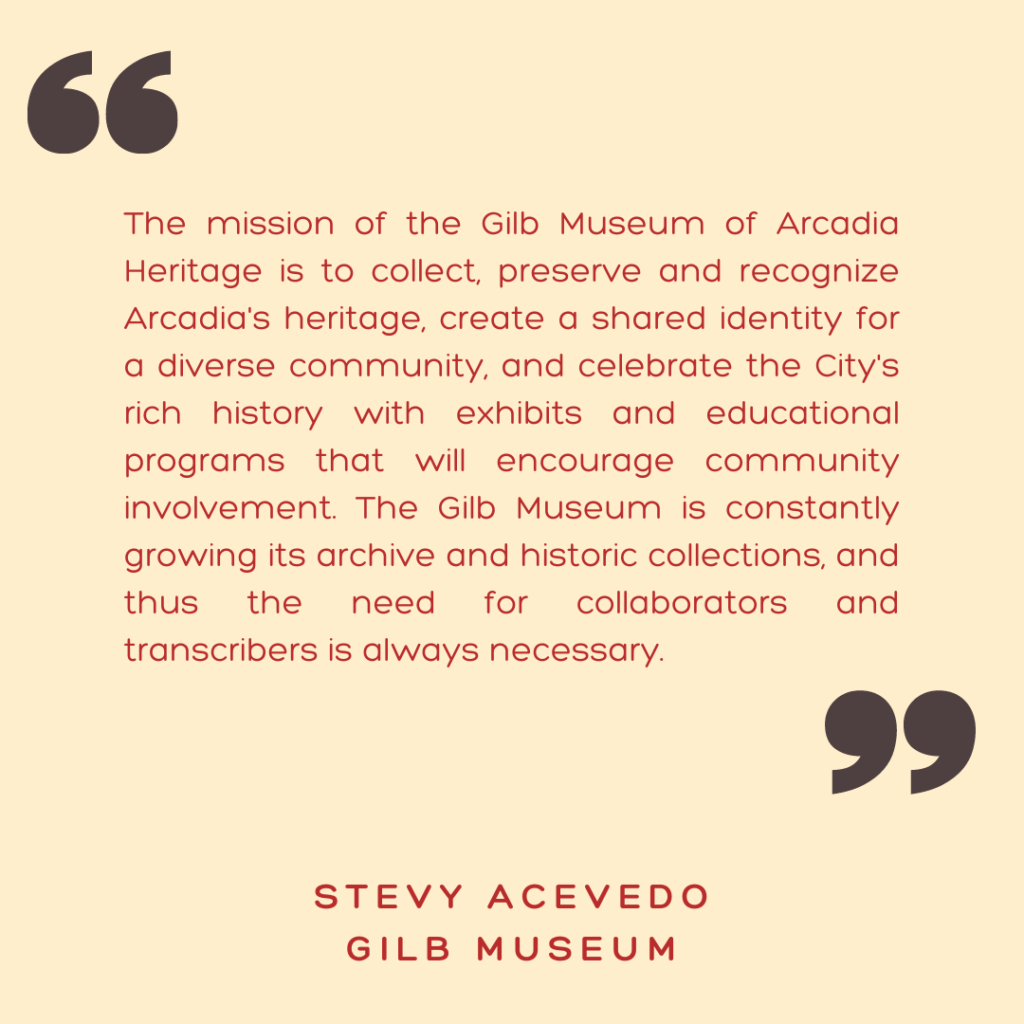 The mission of the Gilb Museum of Arcadia
Heritage is to collect, preserve and recognize
Arcadia's heritage, create a shared identity for
a diverse community, and celebrate the City's
rich history with exhibits and educational
programs that will encourage community
involvement. The Gilb Museum is constantly
growing its archive and historic collections, and
thus the need for collaborators and
transcribers is always necessary.
STEVY ACEVEDO
GILB MUSEUM